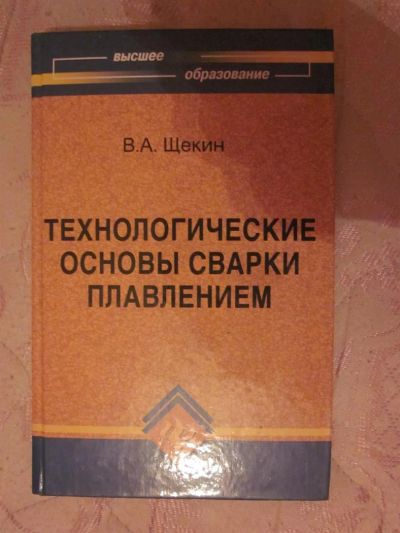 высшее
образование
В.А. Щекин
ТЕХНОЛОГИЧЕСКИЕ
ОСНОВЫ СВАРКИ
ПЛАВЛЕНИЕМ